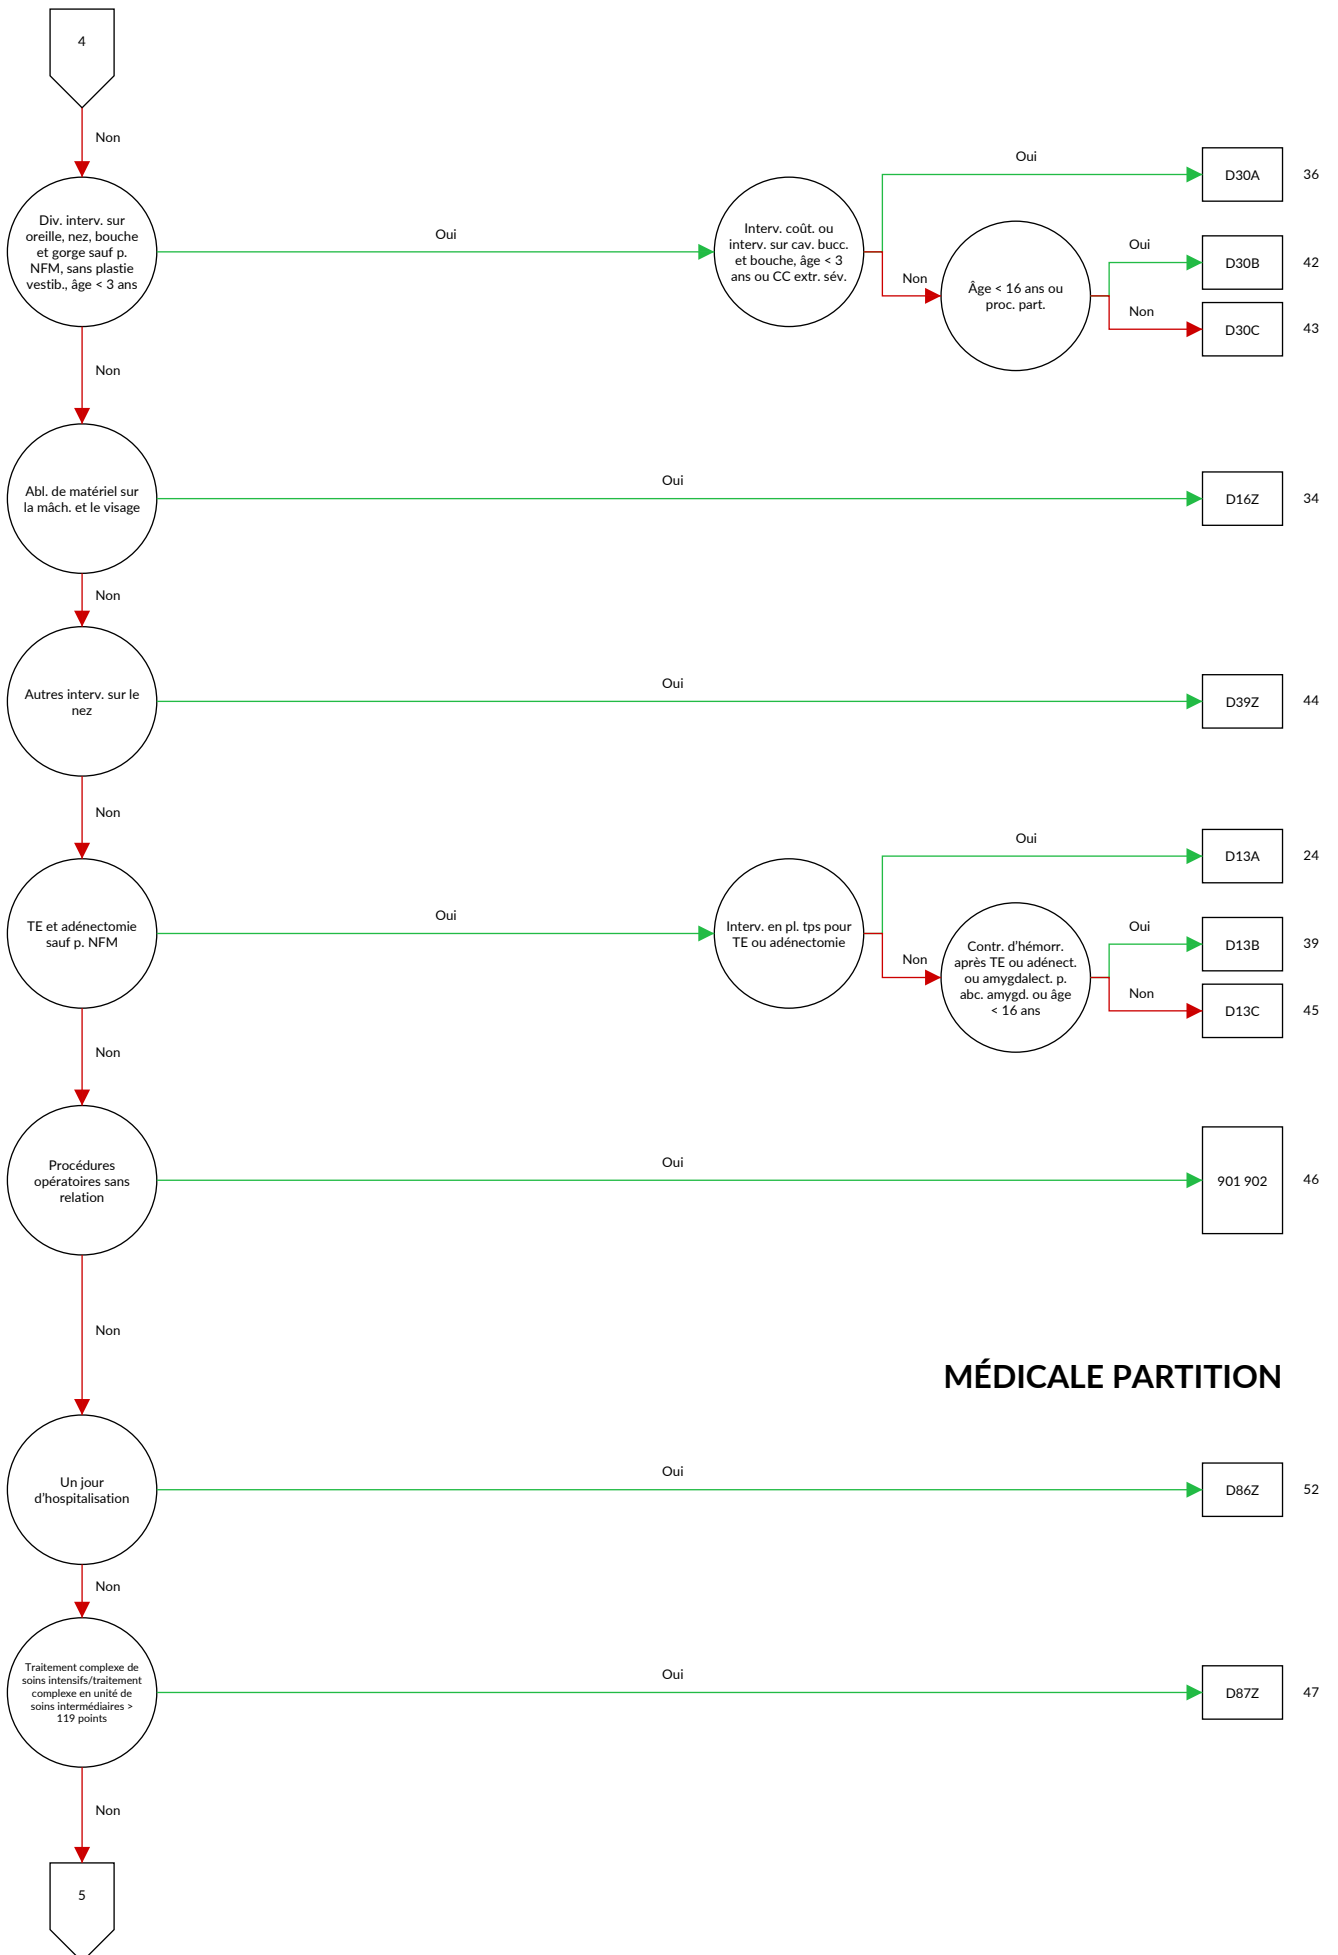 4
Non
Div. interv. sur
oreille, nez, bouche
et gorge sauf p.
NFM, sans plastie
vestib., âge < 3 ans
Oui
Interv. coût. ou
interv. sur cav. bucc.
et bouche, âge < 3
ans ou CC extr. sév.
Oui
D30A
36
Non
Âge < 16 ans ou
proc. part.
Oui
D30B
42
Non
D30C
43
Non
Abl. de matériel sur
la mâch. et le visage
Oui
D16Z
34
Non
Autres interv. sur le
nez
Oui
D39Z
44
Non
TE et adénectomie
sauf p. NFM
Oui
Interv. en pl. tps pour
TE ou adénectomie
Oui
D13A
24
Non
Contr. d'hémorr.
après TE ou adénect.
ou amygdalect. p.
abc. amygd. ou âge
< 16 ans
Oui
D13B
39
Non
D13C
45
Non
Procédures
opératoires sans
relation
Oui
901 902
46
Non
MÉDICALE PARTITION
Un jour
d'hospitalisation
Oui
D86Z
52
Non
Traitement complexe de
soins intensifs/traitement
complexe en unité de
soins intermédiaires >
119 points
Oui
D87Z
47
Non
5